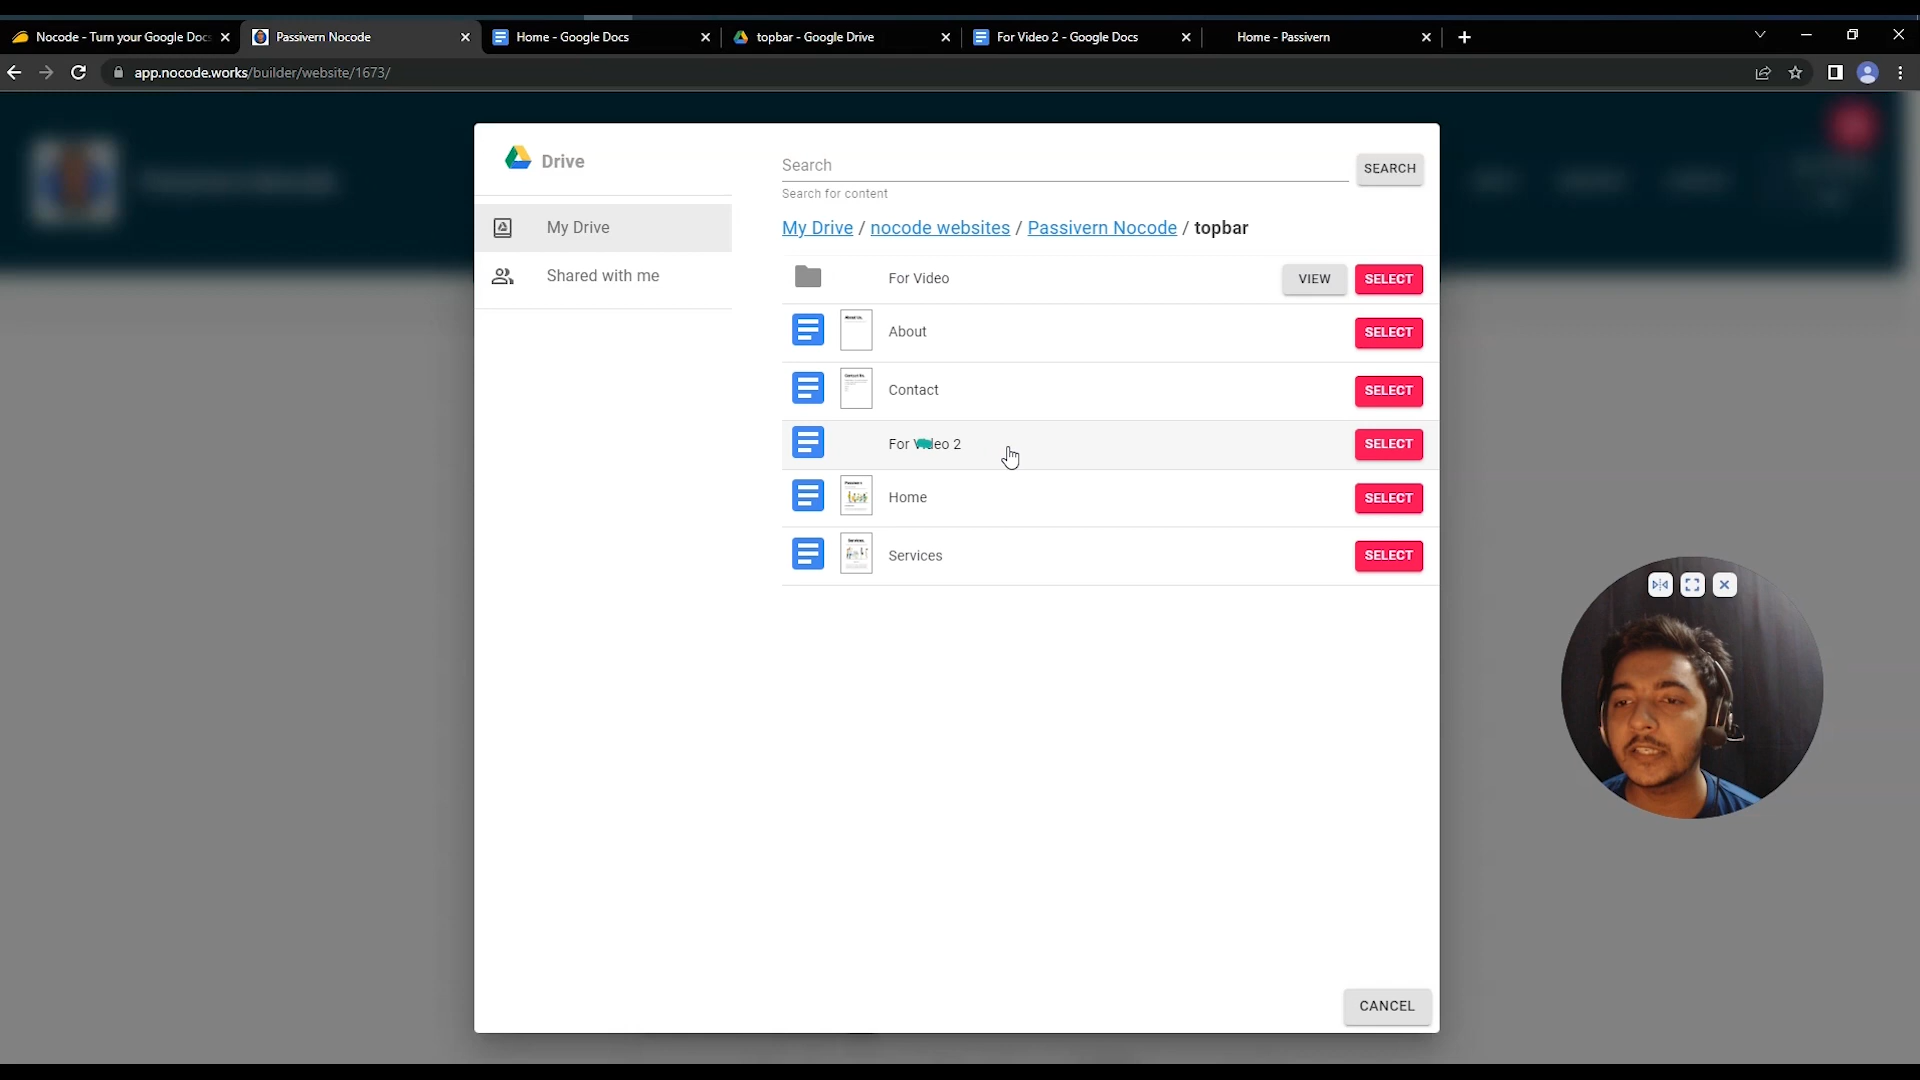 Nocode - Turn your Google Docs
Passivern Nocode
Home - Google Docs
topbar - Google Drive
For Video 2 - Google Docs
Home - Passivern
app.nocode.works/builder/website/1673/
Drive
My Drive
Shared with me
Search
SEARCH
Search for content
My Drive / nocode websites / Passivern Nocode / topbar
For Video VIEW SELECT
About SELECT
Contact SELECT
For Video 2 SELECT
Home SELECT
Services SELECT
CANCEL